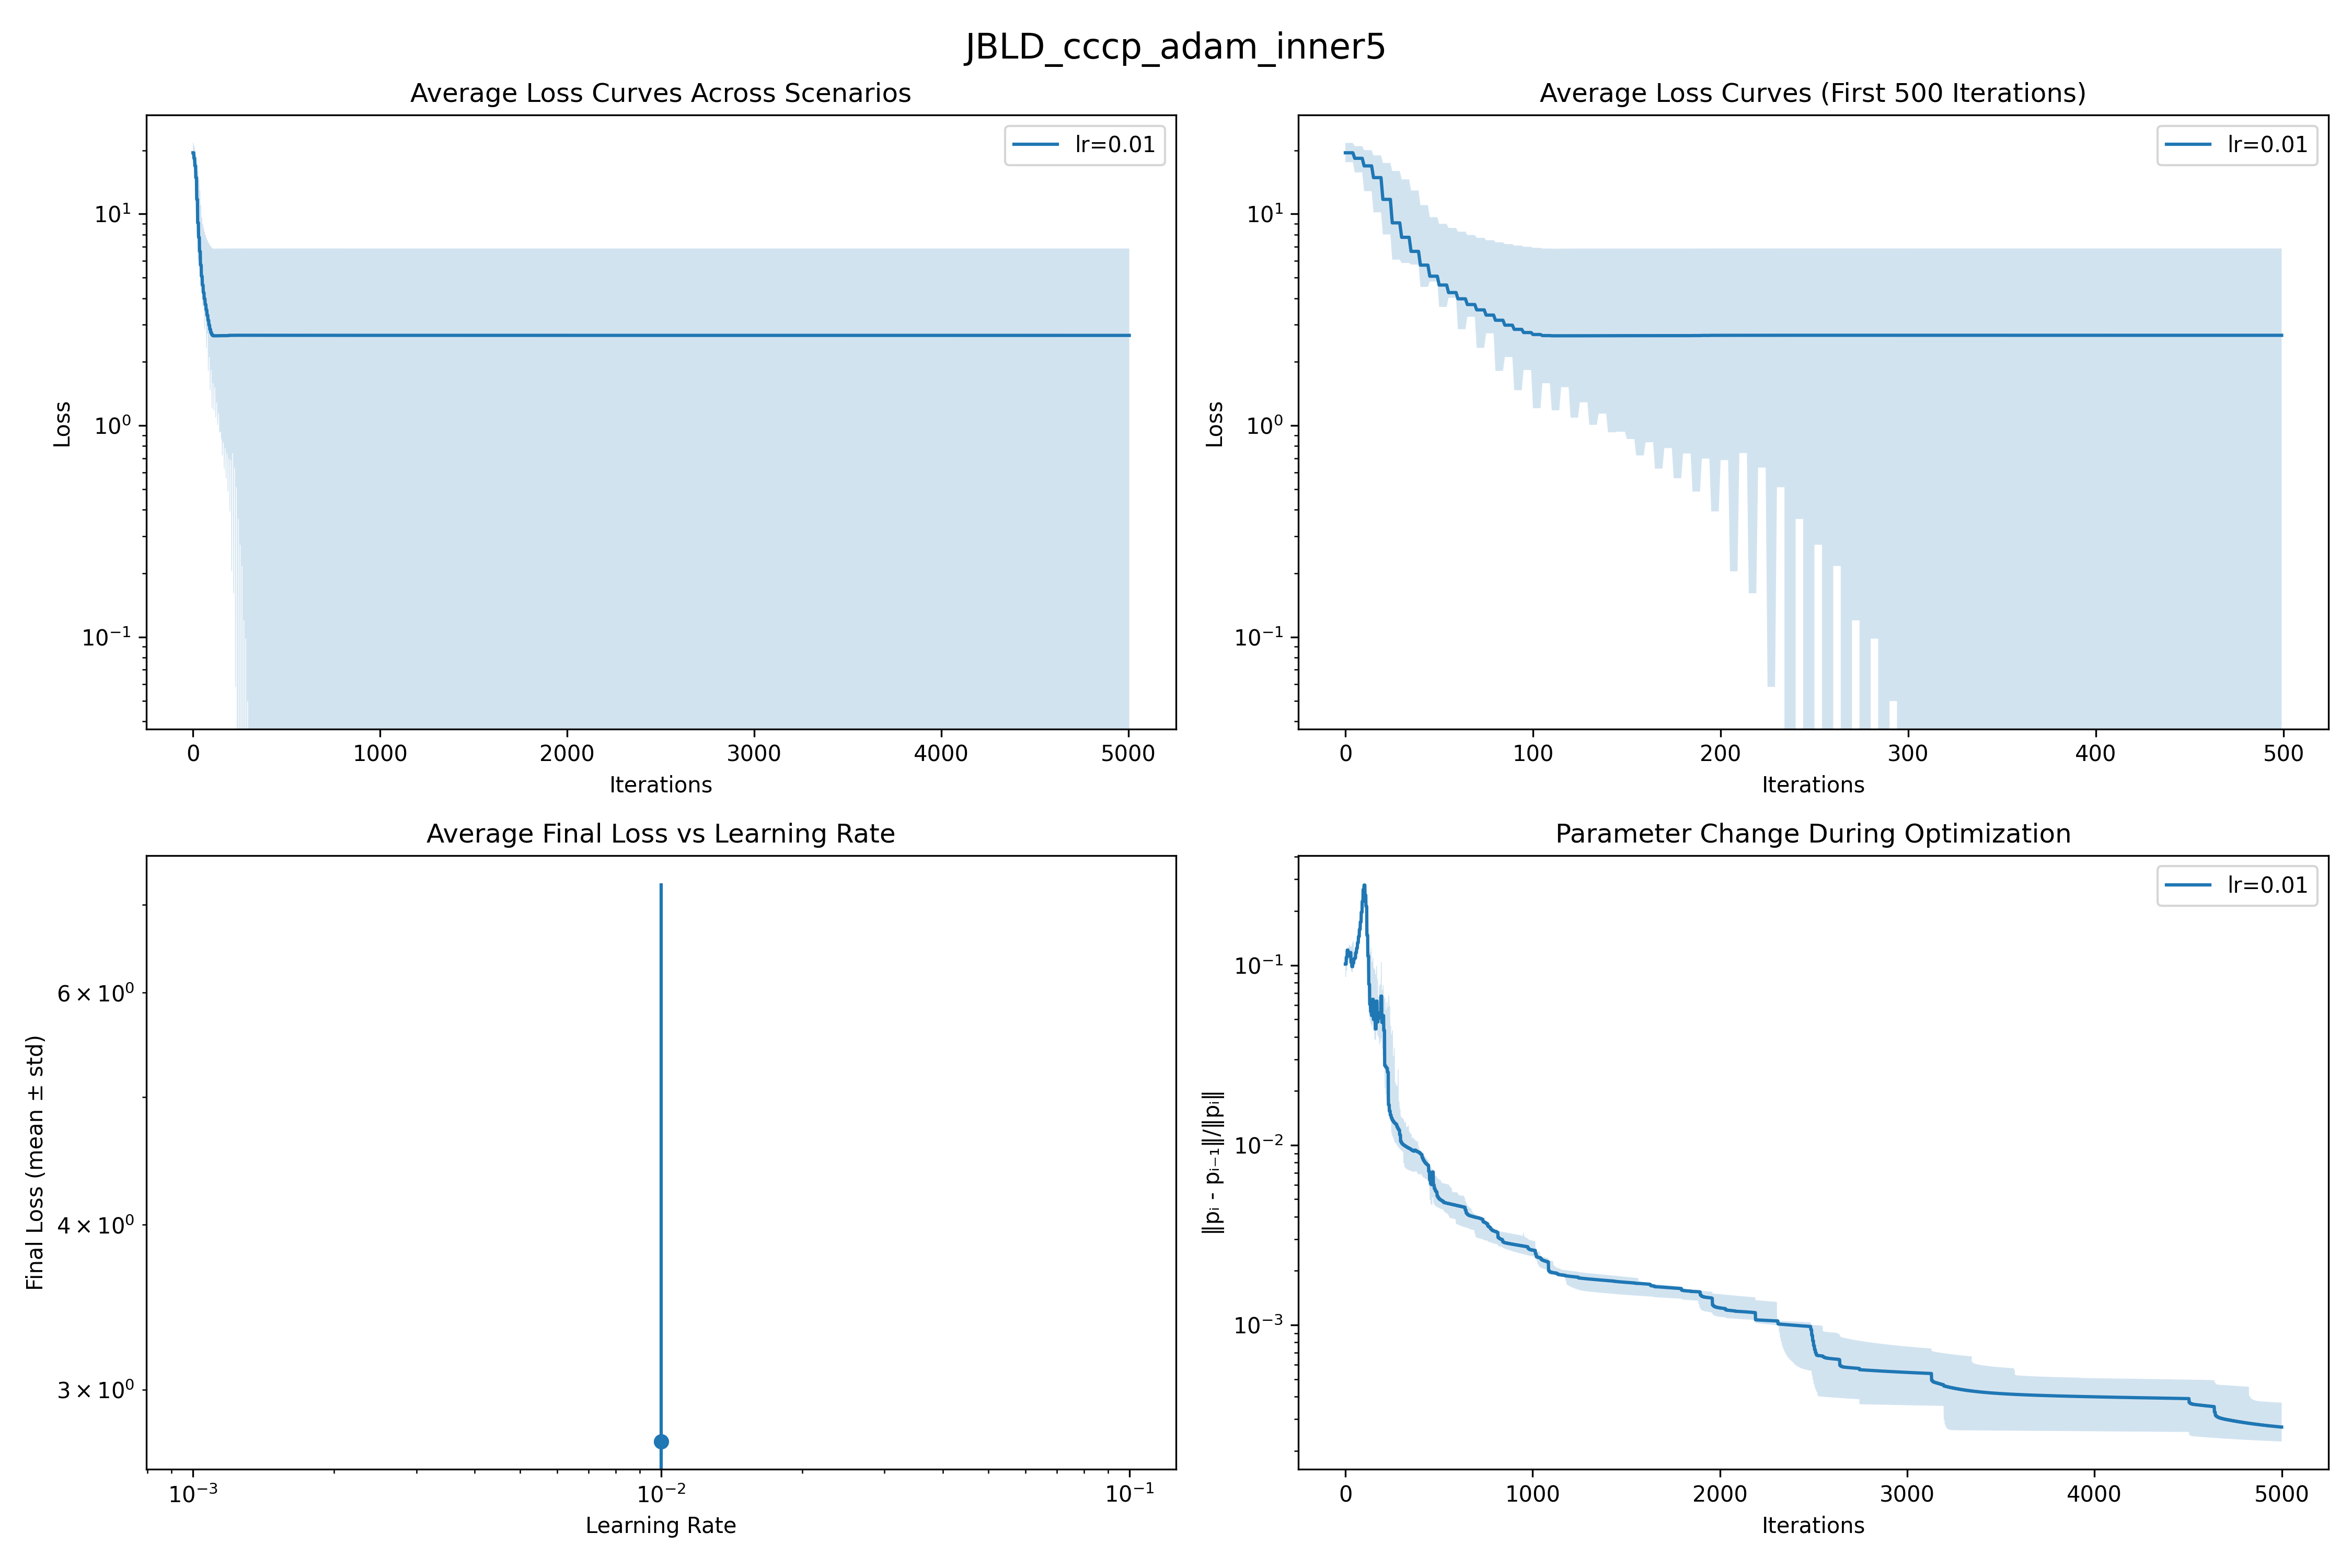 JBLD_cccp_adam_inner5
Average Loss Curves Across Scenarios
lr=0.01
Loss
10¹
10⁰
10⁻¹
0 1000 2000 3000 4000 5000
Iterations
Average Loss Curves (First 500 Iterations)
lr=0.01
Loss
10¹
10⁰
10⁻¹
0 100 200 300 400 500
Iterations
Average Final Loss vs Learning Rate
Final Loss (mean ± std)
6 × 10⁰
4 × 10⁰
3 × 10⁰
10⁻³ 10⁻² 10⁻¹
Learning Rate
Parameter Change During Optimization
lr=0.01
‖pᵢ - pᵢ₋₁‖/‖pᵢ‖
10⁻¹
10⁻²
10⁻³
0 1000 2000 3000 4000 5000
Iterations